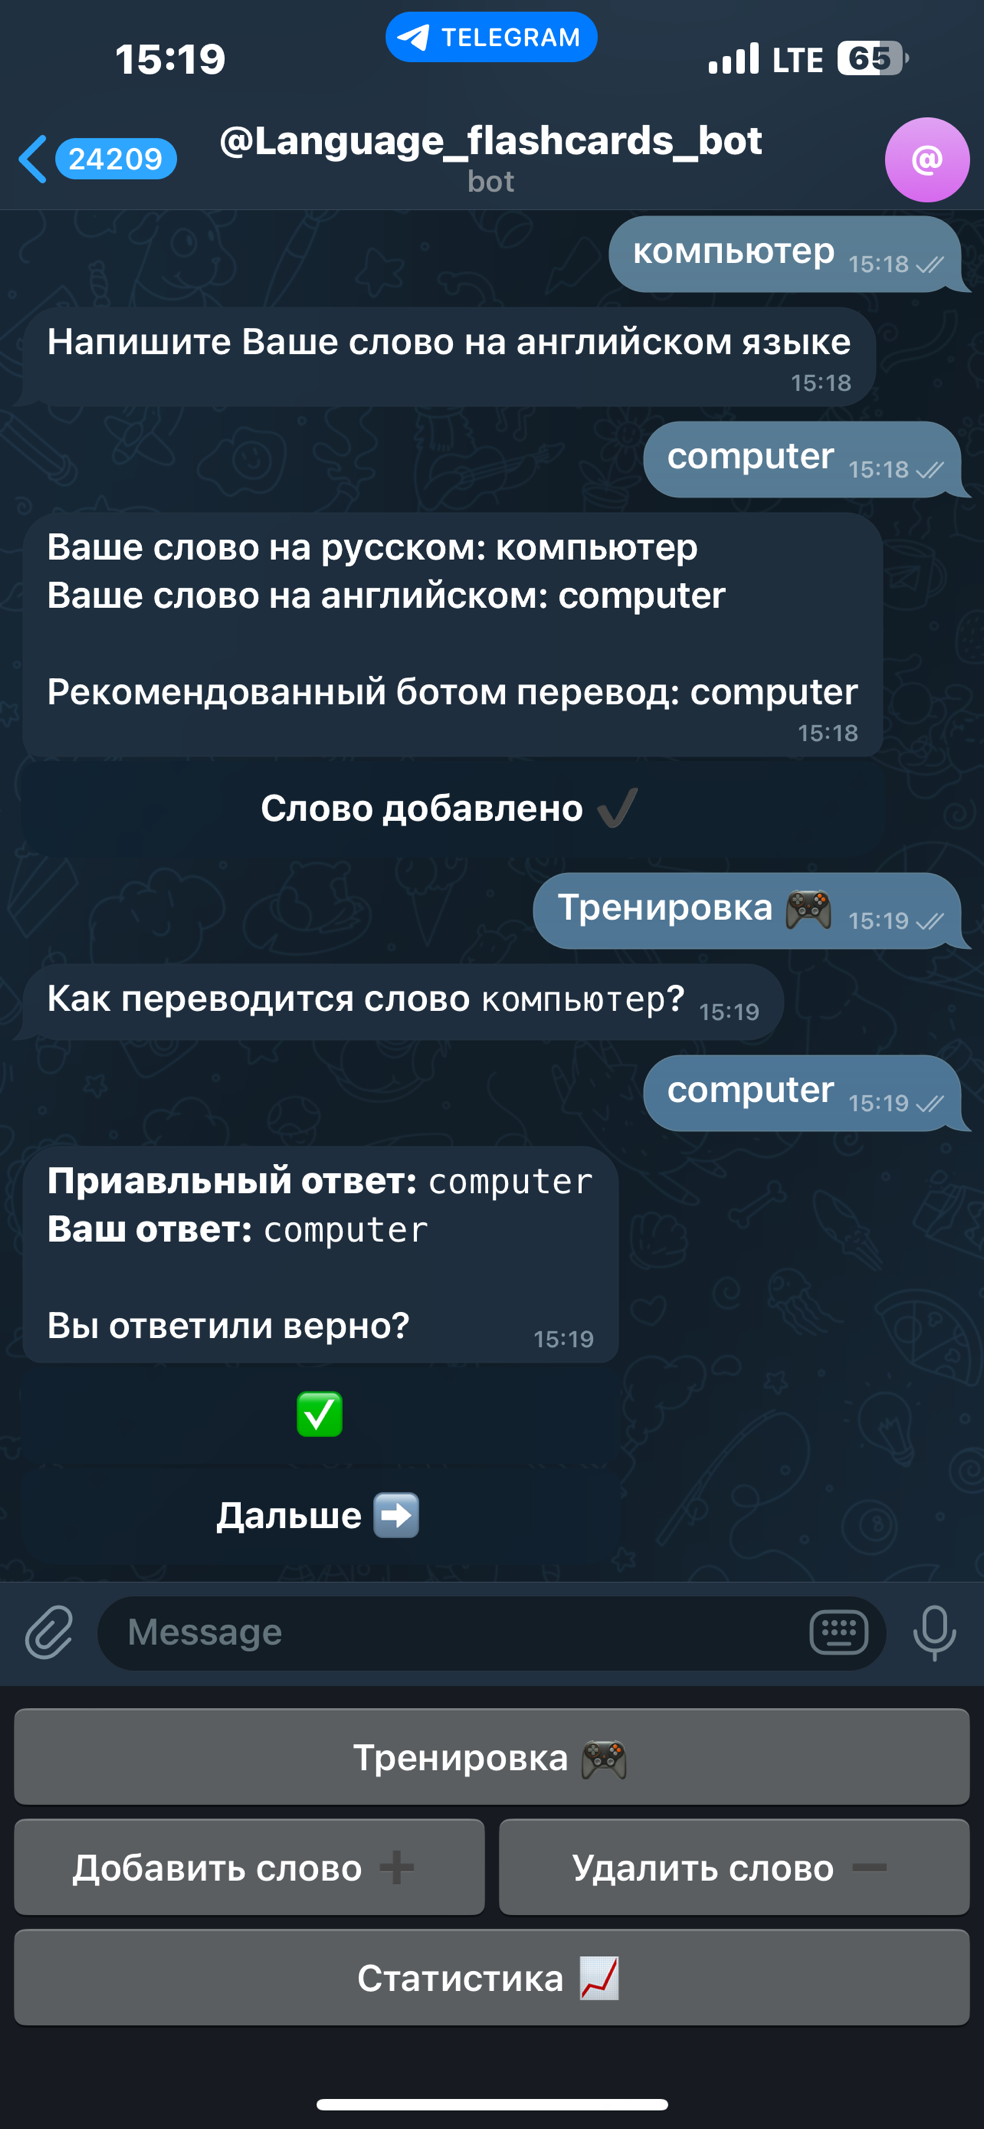 15:19
TELEGRAM
LTE 65
24209
@Language_flashcards_bot
bot
@
компьютер 15:18
Напишите Ваше слово на английском языке
15:18
computer 15:18
Ваше слово на русском: компьютер
Ваше слово на английском: computer
Рекомендованный ботом перевод: computer
15:18
Слово добавлено ✔️
Тренировка 🎮 15:19
Как переводится слово компьютер? 15:19
computer 15:19
Приавльный ответ: computer
Ваш ответ: computer
Вы ответили верно? 15:19
✅
Дальше ➡️
Message
Тренировка 🎮
Добавить слово ➕
Удалить слово ➖
Статистика 📈